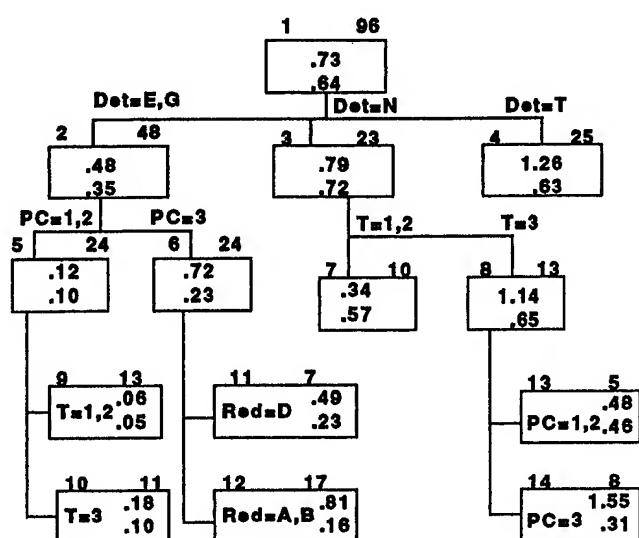 1 96
.73
.64
Det=E,G Det=N Det=T
2 48 3 23 4 25
.48 .79 1.26
.35 .72 .63
PC=1,2 PC=3 T=1,2 T=3
5 24 6 24 7 10 8 13
.12 .72 .34 1.14
.10 .23 .57 .65
9 13 11 7 13 5
.06 .49 .48
T=1,2 .05 Red=D .23 PC=1,2 .46
10 11 12 17 14 8
.18 .81 1.55
T=3 .10 Red=A,B .16 PC=3 .31